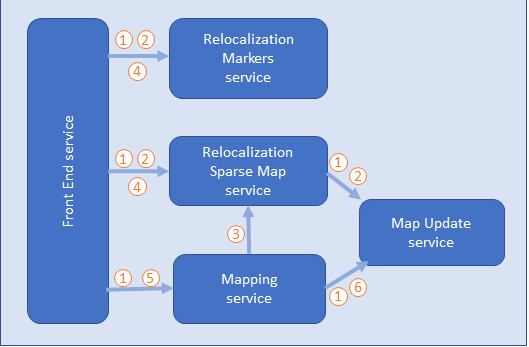 ① ②
④
Relocalization
Markers
service
Front End service
① ②
④
Relocalization
Sparse Map
service
①
②
③
Map Update
service
① ⑤
Mapping
service
① ⑥